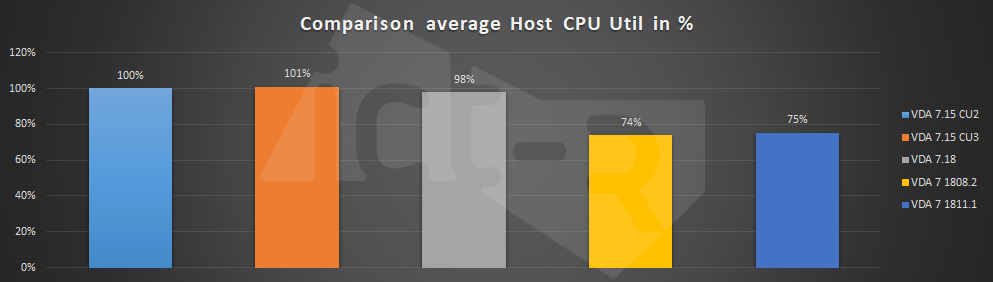 Comparison average Host CPU Util in %
120%
100%
80%
60%
40%
20%
0%
100%
101%
98%
74%
75%
VDA 7.15 CU2
VDA 7.15 CU3
VDA 7.18
VDA 7 1808.2
VDA 7 1811.1
ict-R